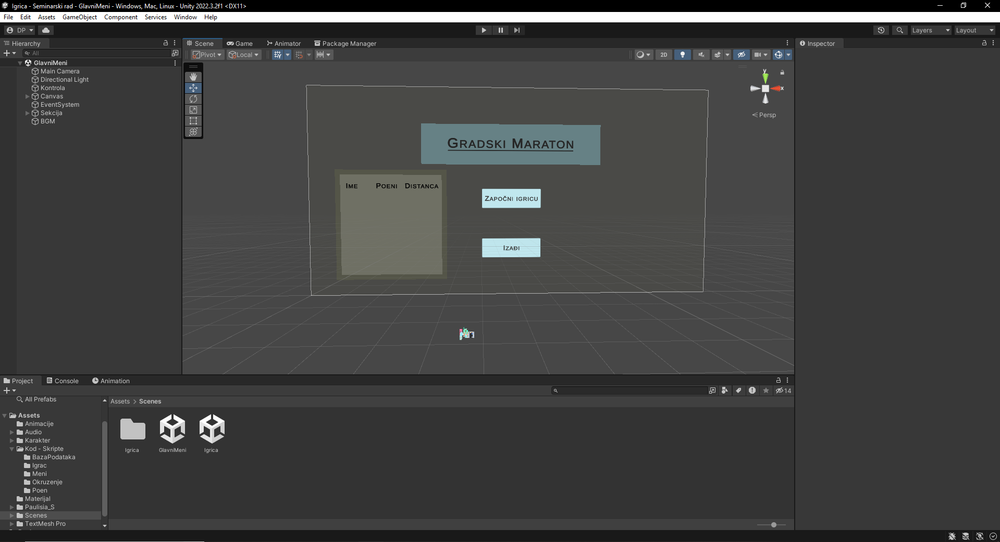 Igrica - Seminarski rad - GlavniMeni - Windows, Mac, Linux - Unity 2022.3.2f1 <DX11>
File Edit Assets GameObject Component Services Window Help
DP Layers Layout
Hierarchy
All
GlavniMeni
Main Camera
Directional Light
Kontrola
Canvas
EventSystem
Sekcija
BGM
Scene Game Animator Package Manager
Pivot Local 2D
y
x
Persp
Gradski Maraton
Ime Poeni Distanca
Započni igricu
Izađi
Inspector
Project Console Animation
14
All Prefabs
Assets
Animacije
Audio
Karakter
Kod - Skripte
BazaPodataka
Igrac
Meni
Okruzenje
Poen
Materijal
Paulisia_S
Scenes
TextMesh Pro
Assets > Scenes
Igrica GlavniMeni Igrica